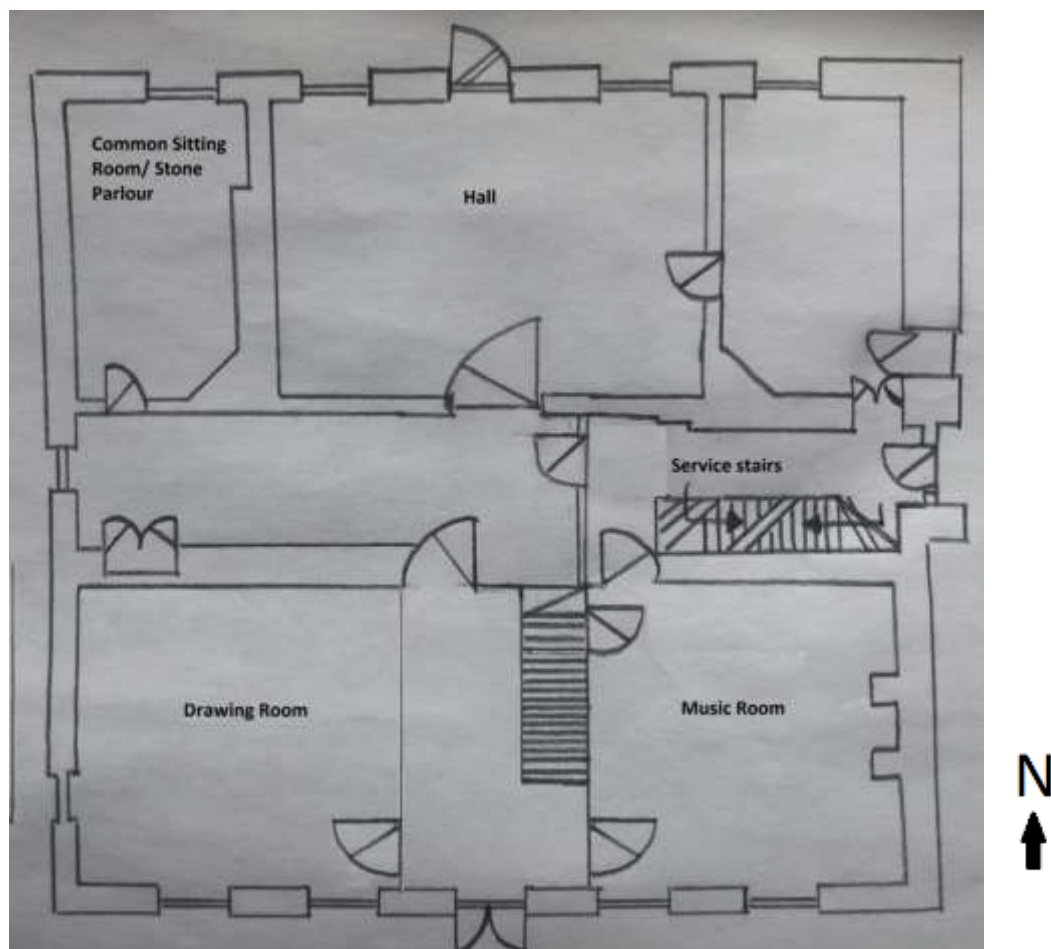 Common Sitting
Room/ Stone
Parlour
Hall
Service stairs
Drawing Room
Music Room
N